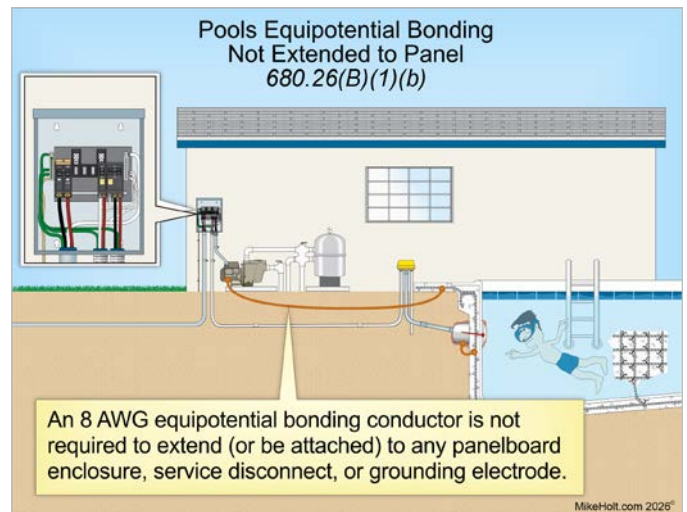 Pools Equipotential Bonding
Not Extended to Panel
680.26(B)(1)(b)
An 8 AWG equipotential bonding conductor is not
required to extend (or be attached) to any panelboard
enclosure, service disconnect, or grounding electrode.
MikeHolt.com 2026©